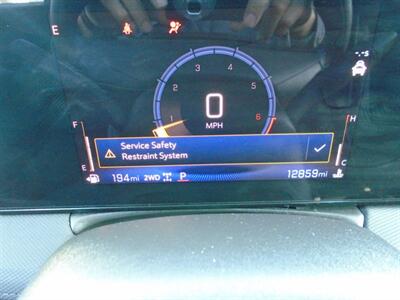 E
3 4
2 5
0
1 6
MPH
F H
Service Safety
Restraint System
E C
194mi 2WD P 12859mi